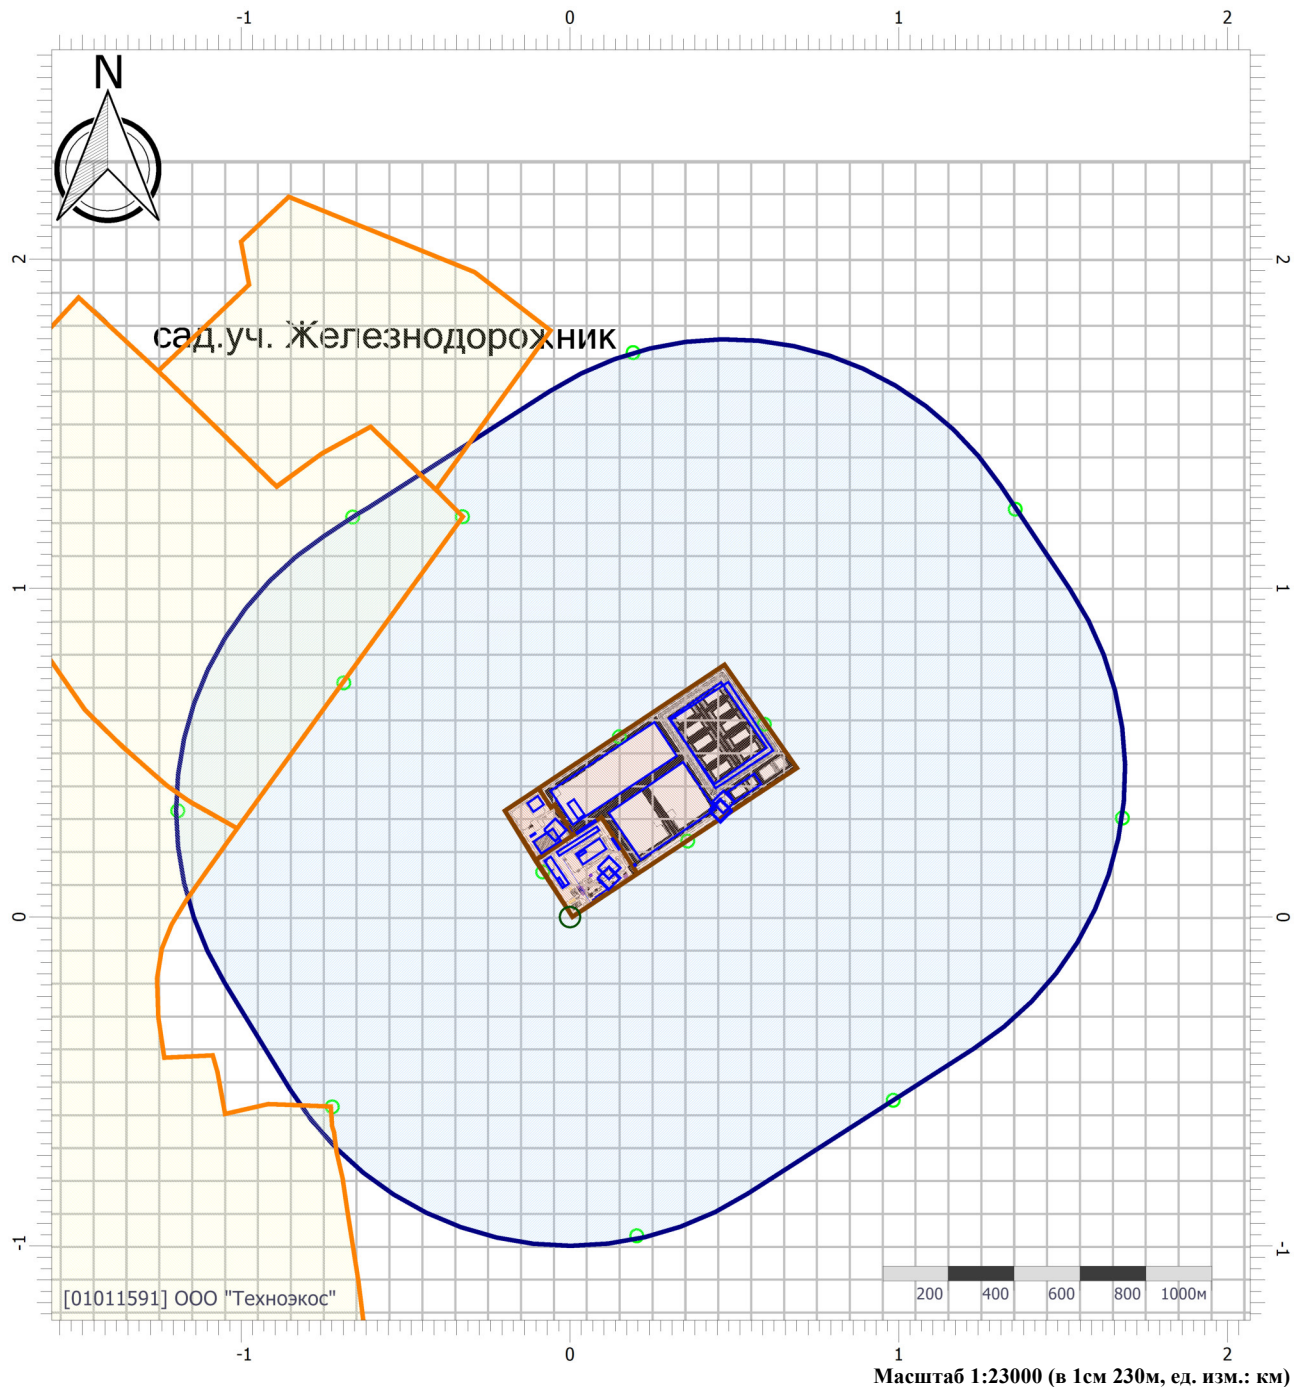 -1 0 1 2
N
2 2
сад.уч. Железнодорожник
1 1
0 0
-1 -1
200 400 600 800 1000м
[01011591] ООО "Техноэкос"
-1 0 1 2
Масштаб 1:23000 (в 1см 230м, ед. изм.: км)